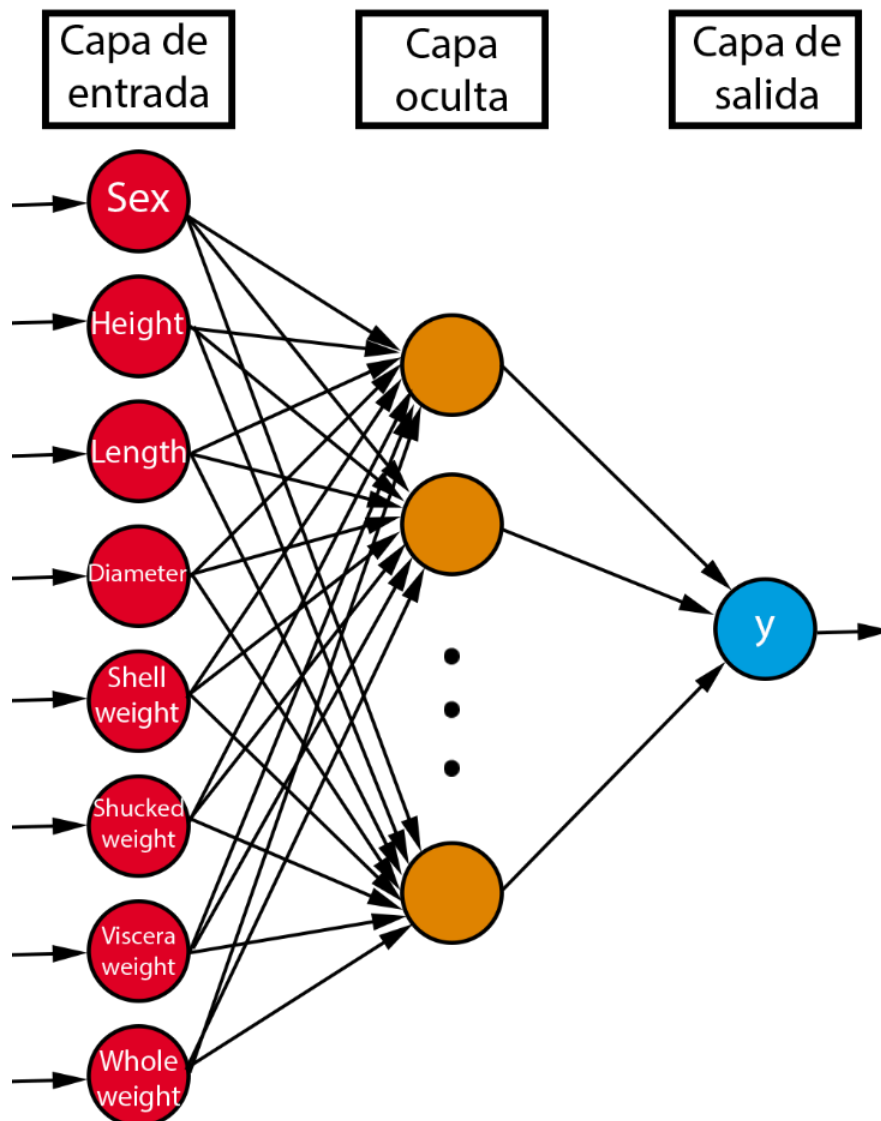 Capa de
entrada
Capa
oculta
Capa de
salida
Sex
Height
Length
Diameter
Shell
weight
Shucked
weight
Viscera
weight
Whole
weight
y